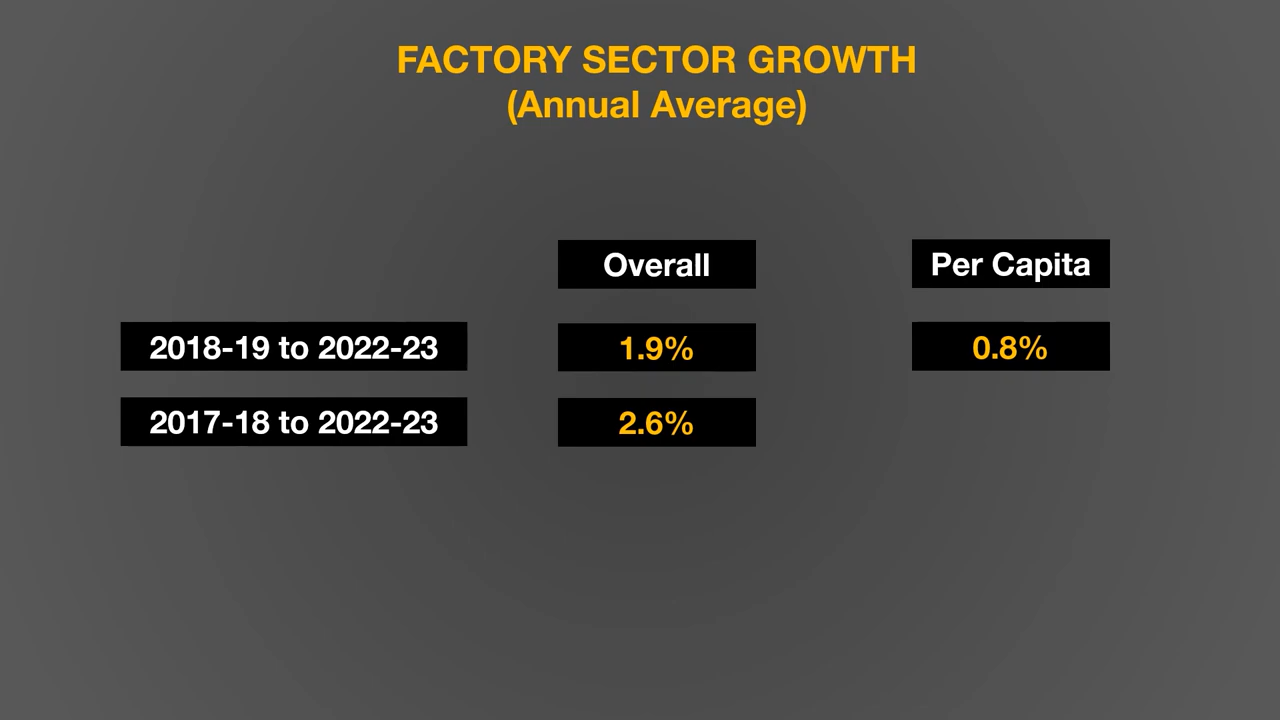 FACTORY SECTOR GROWTH
(Annual Average)
Overall Per Capita
2018-19 to 2022-23 1.9% 0.8%
2017-18 to 2022-23 2.6%